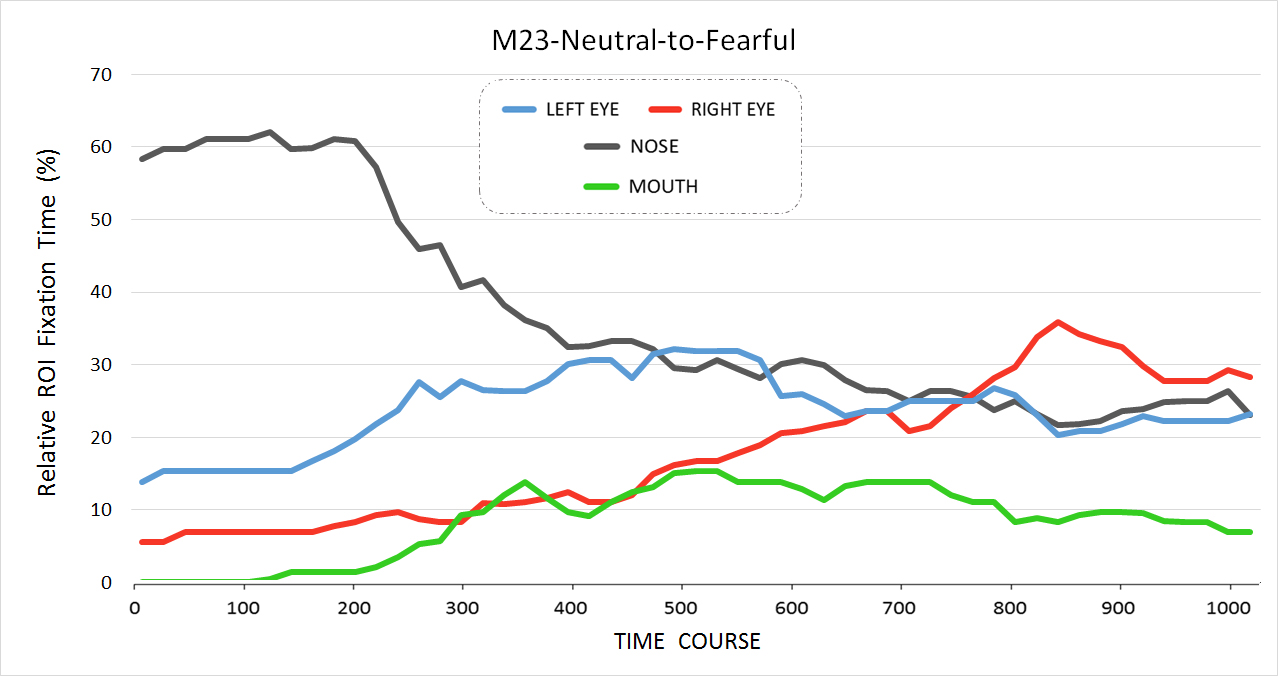 M23-Neutral-to-Fearful
LEFT EYE RIGHT EYE
NOSE
MOUTH
Relative ROI Fixation Time (%)
70
60
50
40
30
20
10
0
0 100 200 300 400 500 600 700 800 900 1000
TIME COURSE